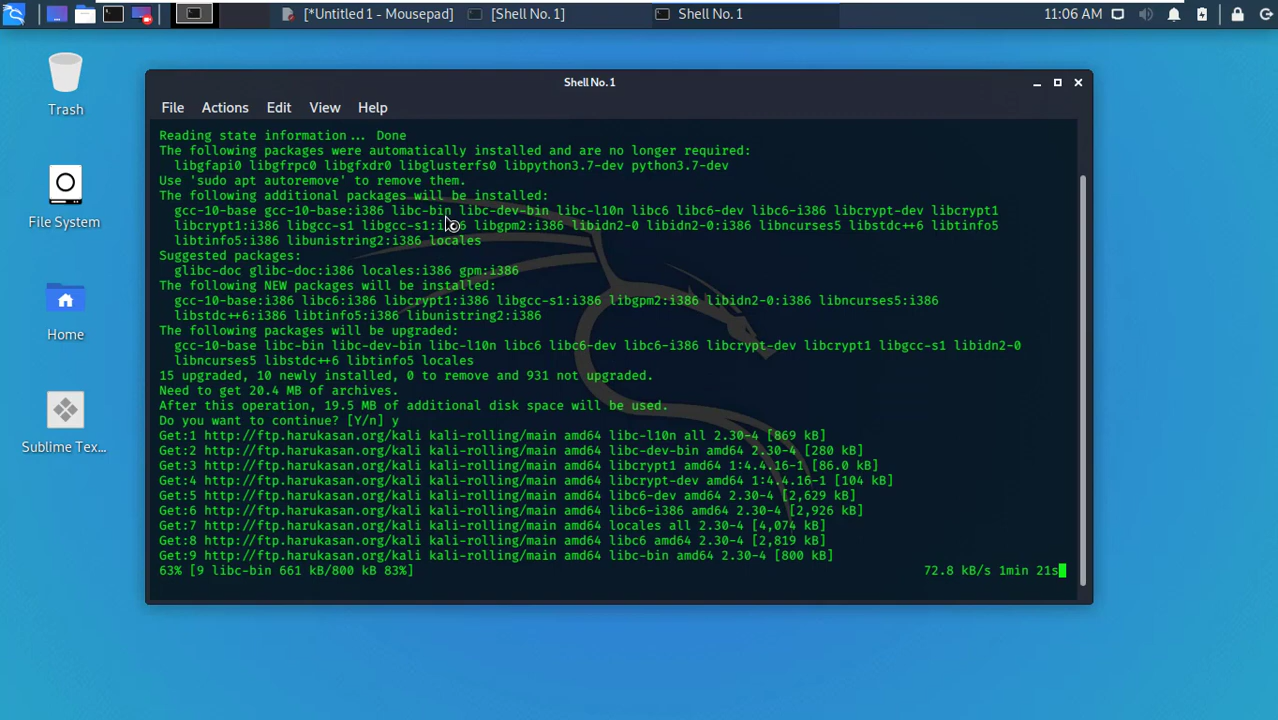 [*Untitled 1 - Mousepad]
[Shell No. 1]
Shell No. 1
11:06 AM
Trash
File System
Home
Sublime Tex...
Shell No. 1
File Actions Edit View Help
Reading state information... Done
The following packages were automatically installed and are no longer required:
libgfapi0 libgfrpc0 libgfxdr0 libglusterfs0 libpython3.7-dev python3.7-dev
Use 'sudo apt autoremove' to remove them.
The following additional packages will be installed:
gcc-10-base gcc-10-base:i386 libc-bin libc-dev-bin libc-l10n libc6 libc6-dev libc6-i386 libcrypt-dev libcrypt1
libcrypt1:i386 libgcc-s1 libgcc-s1:i386 libgpm2:i386 libidn2-0 libidn2-0:i386 libncurses5 libstdc++6 libtinfo5
libtinfo5:i386 libunistring2:i386 locales
Suggested packages:
glibc-doc glibc-doc:i386 locales:i386 gpm:i386
The following NEW packages will be installed:
gcc-10-base:i386 libc6:i386 libcrypt1:i386 libgcc-s1:i386 libgpm2:i386 libidn2-0:i386 libncurses5:i386
libstdc++6:i386 libtinfo5:i386 libunistring2:i386
The following packages will be upgraded:
gcc-10-base libc-bin libc-dev-bin libc-l10n libc6 libc6-dev libc6-i386 libcrypt-dev libcrypt1 libgcc-s1 libidn2-0
libncurses5 libstdc++6 libtinfo5 locales
15 upgraded, 10 newly installed, 0 to remove and 931 not upgraded.
Need to get 20.4 MB of archives.
After this operation, 19.5 MB of additional disk space will be used.
Do you want to continue? [Y/n] y
Get:1 http://ftp.harukasan.org/kali kali-rolling/main amd64 libc-l10n all 2.30-4 [869 kB]
Get:2 http://ftp.harukasan.org/kali kali-rolling/main amd64 libc-dev-bin amd64 2.30-4 [280 kB]
Get:3 http://ftp.harukasan.org/kali kali-rolling/main amd64 libcrypt1 amd64 1:4.4.16-1 [86.0 kB]
Get:4 http://ftp.harukasan.org/kali kali-rolling/main amd64 libcrypt-dev amd64 1:4.4.16-1 [104 kB]
Get:5 http://ftp.harukasan.org/kali kali-rolling/main amd64 libc6-dev amd64 2.30-4 [2,629 kB]
Get:6 http://ftp.harukasan.org/kali kali-rolling/main amd64 libc6-i386 amd64 2.30-4 [2,926 kB]
Get:7 http://ftp.harukasan.org/kali kali-rolling/main amd64 locales all 2.30-4 [4,074 kB]
Get:8 http://ftp.harukasan.org/kali kali-rolling/main amd64 libc6 amd64 2.30-4 [2,819 kB]
Get:9 http://ftp.harukasan.org/kali kali-rolling/main amd64 libc-bin amd64 2.30-4 [800 kB]
63% [9 libc-bin 661 kB/800 kB 83%] 72.8 kB/s 1min 21s